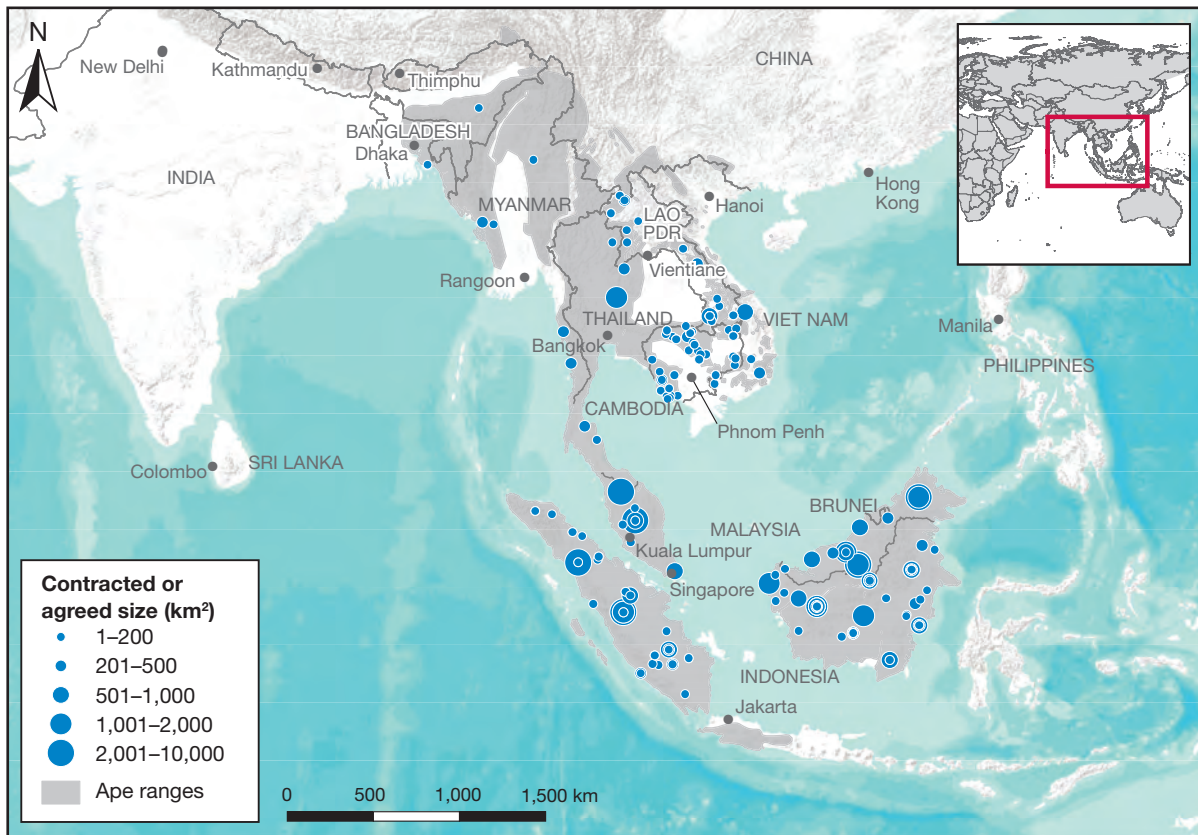 N
New Delhi
Kathmandu
Thimphu
CHINA
BANGLADESH
Dhaka
INDIA
MYANMAR
LAO
PDR
Hanoi
Hong
Kong
Vientiane
Rangoon
THAILAND
VIET NAM
Bangkok
Manila
PHILIPPINES
CAMBODIA
Phnom Penh
Colombo
SRI LANKA
BRUNEI
MALAYSIA
Kuala Lumpur
Singapore
INDONESIA
Jakarta
Contracted or
agreed size (km²)
1–200
201–500
501–1,000
1,001–2,000
2,001–10,000
Ape ranges
0 500 1,000 1,500 km